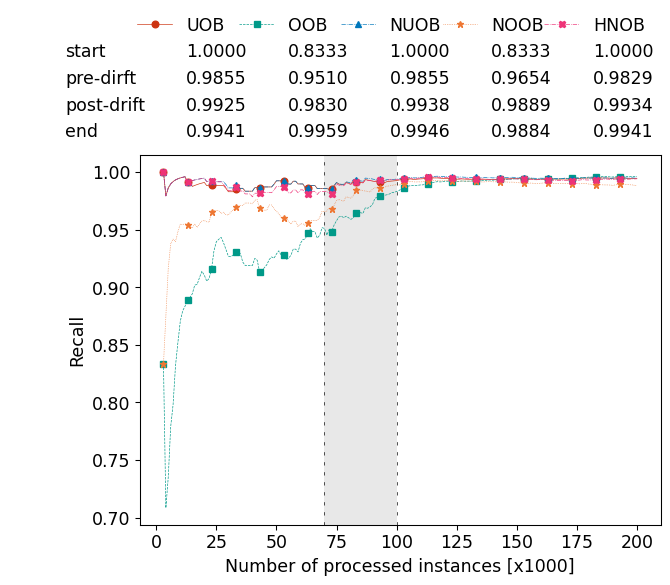 UOB OOB NUOB NOOB HNOB
start 1.0000 0.8333 1.0000 0.8333 1.0000
pre-dirft 0.9855 0.9510 0.9855 0.9654 0.9829
post-drift 0.9925 0.9830 0.9938 0.9889 0.9934
end 0.9941 0.9959 0.9946 0.9884 0.9941
1.00
0.95
0.90
0.85
0.80
0.75
0.70
Recall
0 25 50 75 100 125 150 175 200
Number of processed instances [x1000]